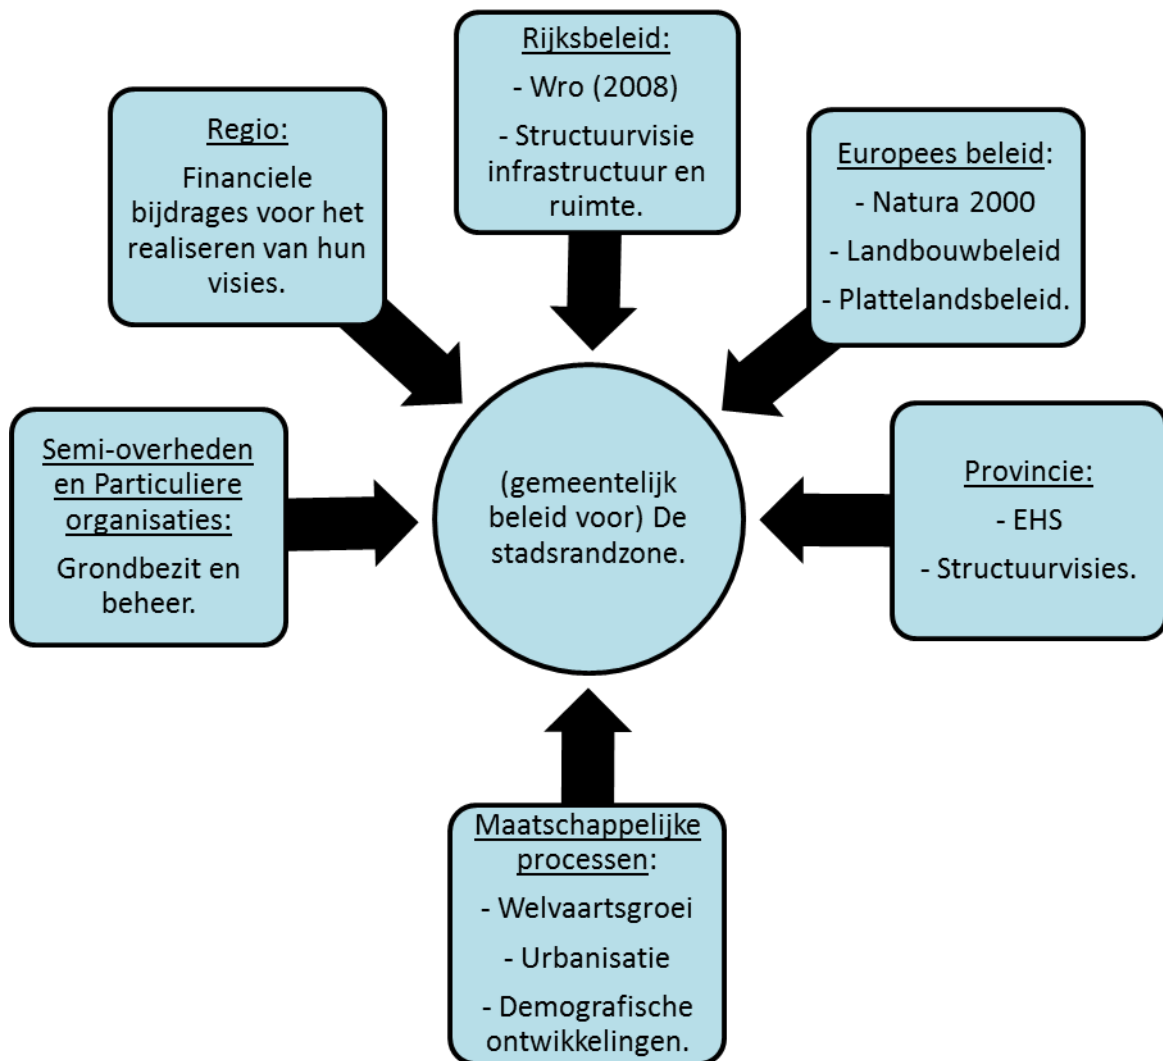 Rijksbeleid:
- Wro (2008)
- Structuurvisie
infrastructuur en
ruimte.
Regio:
Financiele
bijdrages voor het
realiseren van hun
visies.
Europees beleid:
- Natura 2000
- Landbouwbeleid
- Plattelandsbeleid.
Semi-overheden
en Particuliere
organisaties:
Grondbezit en
beheer.
(gemeentelijk
beleid voor) De
stadsrandzone.
Provincie:
- EHS
- Structuurvisies.
Maatschappelijke
processen:
- Welvaartsgroei
- Urbanisatie
- Demografische
ontwikkelingen.